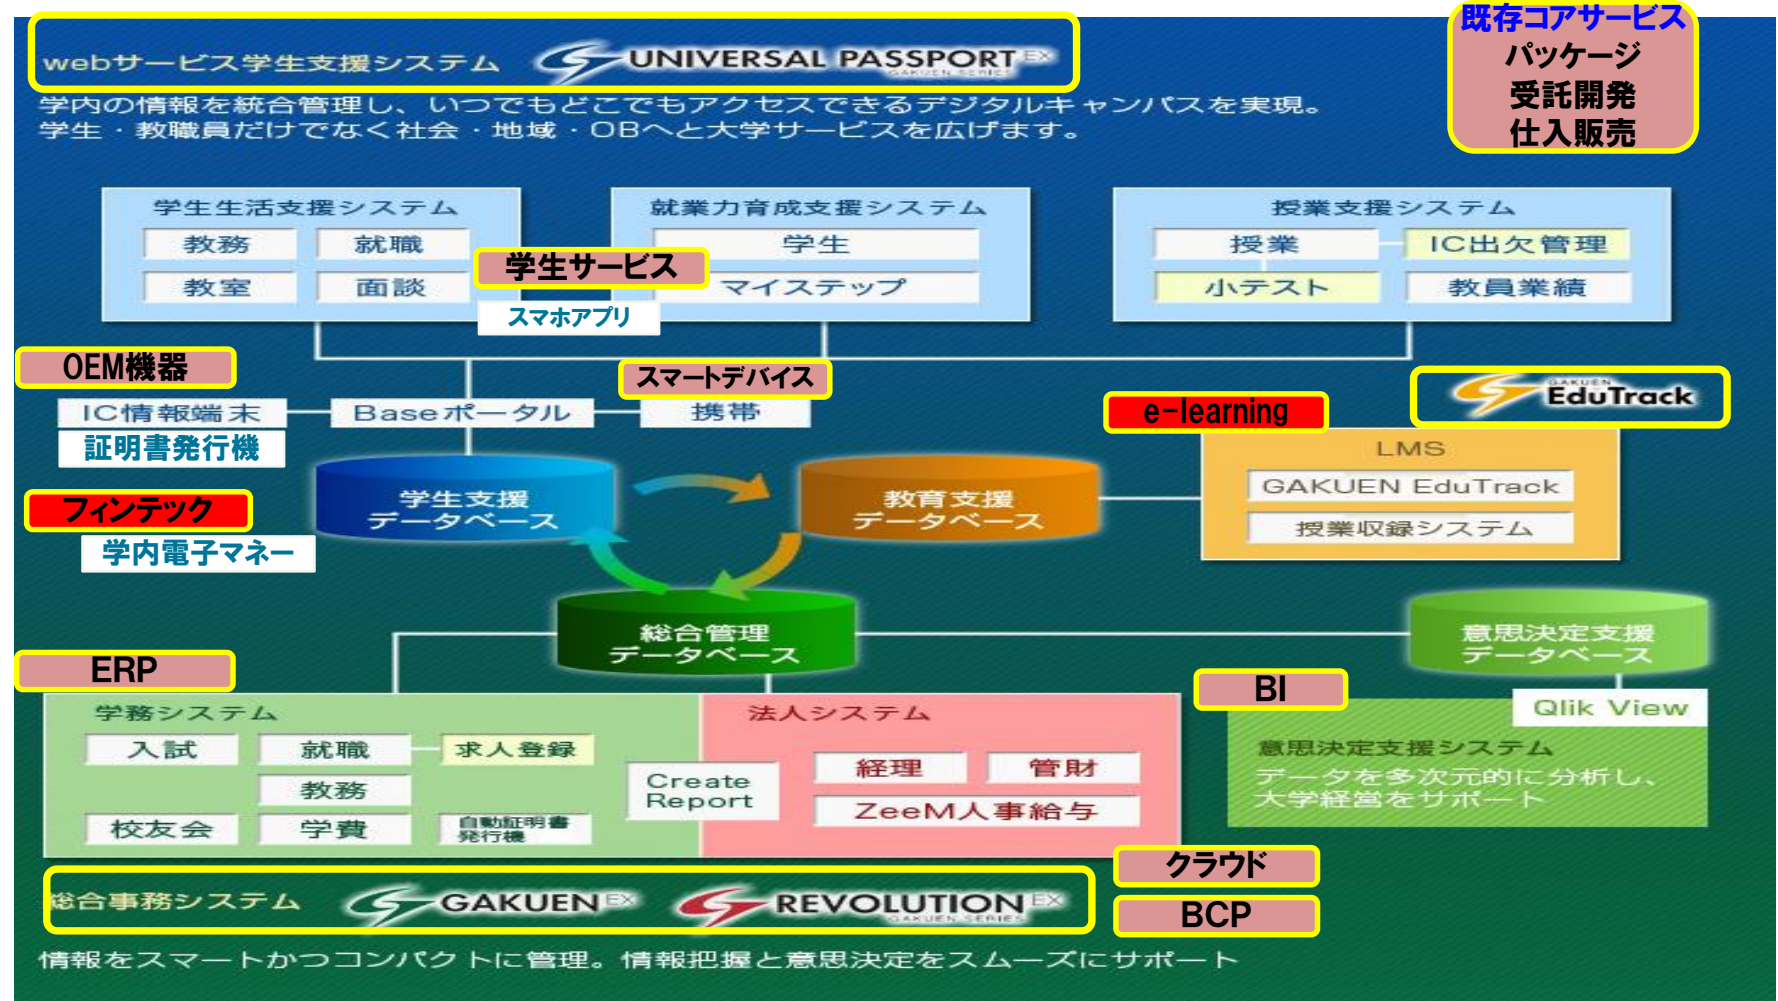 既存コアサービス
パッケージ
受託開発
仕入販売
webサービス学生支援システム
UNIVERSAL PASSPORT EX
GAKUEN SERIES
学内の情報を統合管理し、いつでもどこでもアクセスできるデジタルキャンパスを実現。
学生・教職員だけでなく社会・地域・OBへと大学サービスを広げます。
学生生活支援システム
教務
就職
教室
面談
学生サービス
スマホアプリ
就業力育成支援システム
学生
マイステップ
授業支援システム
授業
IC出欠管理
小テスト
教員業績
OEM機器
IC情報端末
証明書発行機
Baseポータル
スマートデバイス
携帯
e-learning
GAKUEN
EduTrack
LMS
GAKUEN EduTrack
授業収録システム
フィンテック
学内電子マネー
学生支援
データベース
教育支援
データベース
総合管理
データベース
意思決定支援
データベース
ERP
学務システム
入試
就職
求人登録
教務
校友会
学費
自動証明書
発行機
Create
Report
法人システム
経理
管財
ZeeM人事給与
BI
Qlik View
意思決定支援システム
データを多次元的に分析し、
大学経営をサポート
クラウド
BCP
総合事務システム
GAKUEN EX
REVOLUTION EX
GAKUEN SERIES
情報をスマートかつコンパクトに管理。情報把握と意思決定をスムーズにサポート